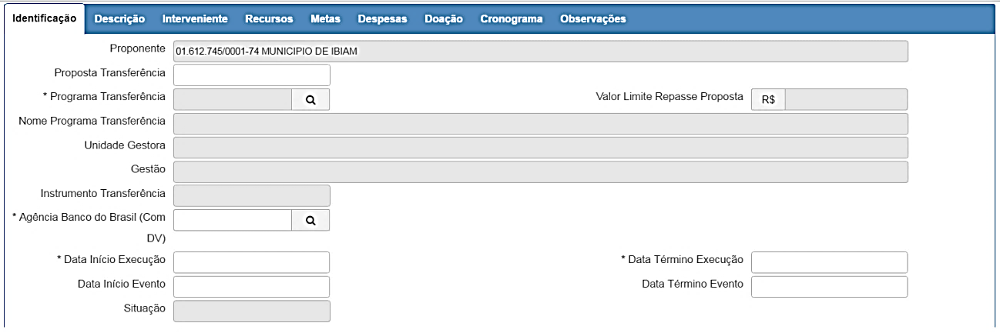 Identificação Descrição Interveniente Recursos Metas Despesas Doação Cronograma Observações
Proponente 01.612.745/0001-74 MUNICIPIO DE IBIAM
Proposta Transferência
* Programa Transferência Valor Limite Repasse Proposta R$
Nome Programa Transferência
Unidade Gestora
Gestão
Instrumento Transferência
* Agência Banco do Brasil (Com
DV)
* Data Início Execução * Data Término Execução
Data Início Evento Data Término Evento
Situação